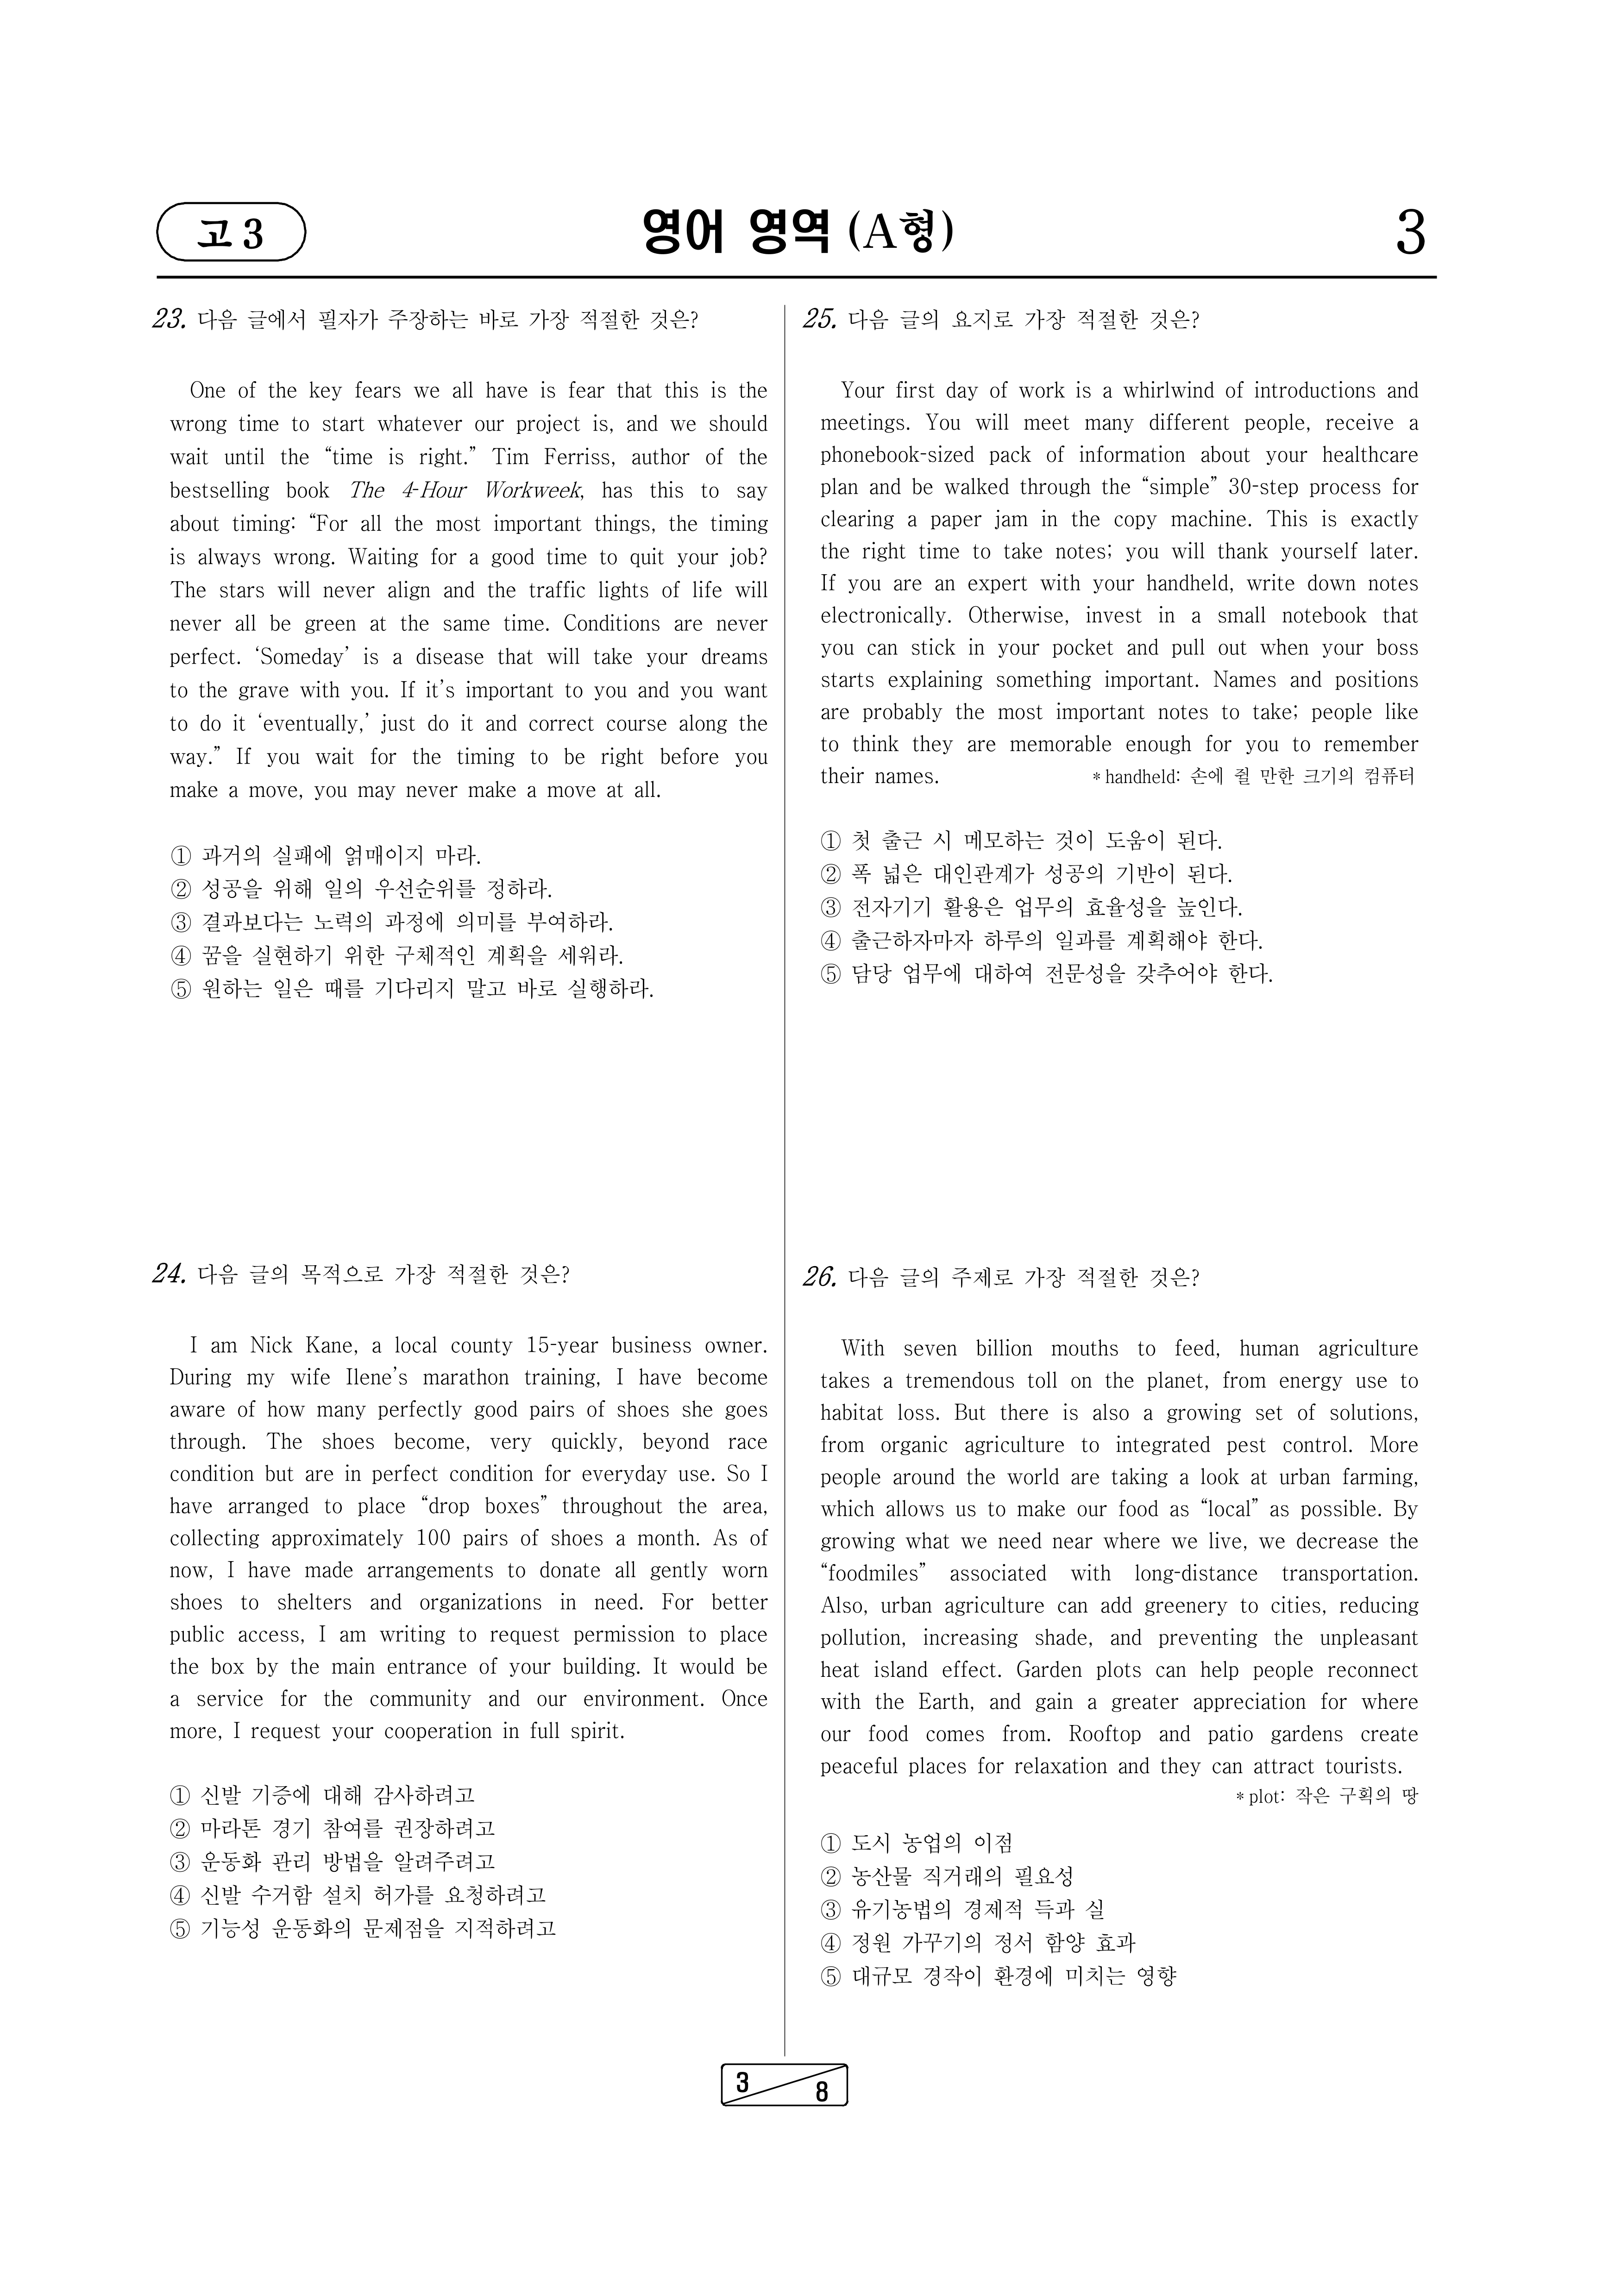 고 3
영어 영역 (A형)
3
23. 다음 글에서 필자가 주장하는 바로 가장 적절한 것은?
One of the key fears we all have is fear that this is the
wrong time to start whatever our project is, and we should
wait until the “time is right.” Tim Ferriss, author of the
bestselling book The 4-Hour Workweek, has this to say
about timing: “For all the most important things, the timing
is always wrong. Waiting for a good time to quit your job?
The stars will never align and the traffic lights of life will
never all be green at the same time. Conditions are never
perfect. ‘Someday’ is a disease that will take your dreams
to the grave with you. If it’s important to you and you want
to do it ‘eventually,’ just do it and correct course along the
way.” If you wait for the timing to be right before you
make a move, you may never make a move at all.
① 과거의 실패에 얽매이지 마라.
② 성공을 위해 일의 우선순위를 정하라.
③ 결과보다는 노력의 과정에 의미를 부여하라.
④ 꿈을 실현하기 위한 구체적인 계획을 세워라.
⑤ 원하는 일은 때를 기다리지 말고 바로 실행하라.
24. 다음 글의 목적으로 가장 적절한 것은?
I am Nick Kane, a local county 15-year business owner.
During my wife Ilene’s marathon training, I have become
aware of how many perfectly good pairs of shoes she goes
through. The shoes become, very quickly, beyond race
condition but are in perfect condition for everyday use. So I
have arranged to place “drop boxes” throughout the area,
collecting approximately 100 pairs of shoes a month. As of
now, I have made arrangements to donate all gently worn
shoes to shelters and organizations in need. For better
public access, I am writing to request permission to place
the box by the main entrance of your building. It would be
a service for the community and our environment. Once
more, I request your cooperation in full spirit.
① 신발 기증에 대해 감사하려고
② 마라톤 경기 참여를 권장하려고
③ 운동화 관리 방법을 알려주려고
④ 신발 수거함 설치 허가를 요청하려고
⑤ 기능성 운동화의 문제점을 지적하려고
25. 다음 글의 요지로 가장 적절한 것은?
Your first day of work is a whirlwind of introductions and
meetings. You will meet many different people, receive a
phonebook-sized pack of information about your healthcare
plan and be walked through the “simple” 30-step process for
clearing a paper jam in the copy machine. This is exactly
the right time to take notes; you will thank yourself later.
If you are an expert with your handheld, write down notes
electronically. Otherwise, invest in a small notebook that
you can stick in your pocket and pull out when your boss
starts explaining something important. Names and positions
are probably the most important notes to take; people like
to think they are memorable enough for you to remember
their names. * handheld: 손에 쥘 만한 크기의 컴퓨터
① 첫 출근 시 메모하는 것이 도움이 된다.
② 폭 넓은 대인관계가 성공의 기반이 된다.
③ 전자기기 활용은 업무의 효율성을 높인다.
④ 출근하자마자 하루의 일과를 계획해야 한다.
⑤ 담당 업무에 대하여 전문성을 갖추어야 한다.
26. 다음 글의 주제로 가장 적절한 것은?
With seven billion mouths to feed, human agriculture
takes a tremendous toll on the planet, from energy use to
habitat loss. But there is also a growing set of solutions,
from organic agriculture to integrated pest control. More
people around the world are taking a look at urban farming,
which allows us to make our food as “local” as possible. By
growing what we need near where we live, we decrease the
“foodmiles” associated with long-distance transportation.
Also, urban agriculture can add greenery to cities, reducing
pollution, increasing shade, and preventing the unpleasant
heat island effect. Garden plots can help people reconnect
with the Earth, and gain a greater appreciation for where
our food comes from. Rooftop and patio gardens create
peaceful places for relaxation and they can attract tourists.
* plot: 작은 구획의 땅
① 도시 농업의 이점
② 농산물 직거래의 필요성
③ 유기농법의 경제적 득과 실
④ 정원 가꾸기의 정서 함양 효과
⑤ 대규모 경작이 환경에 미치는 영향
3
8